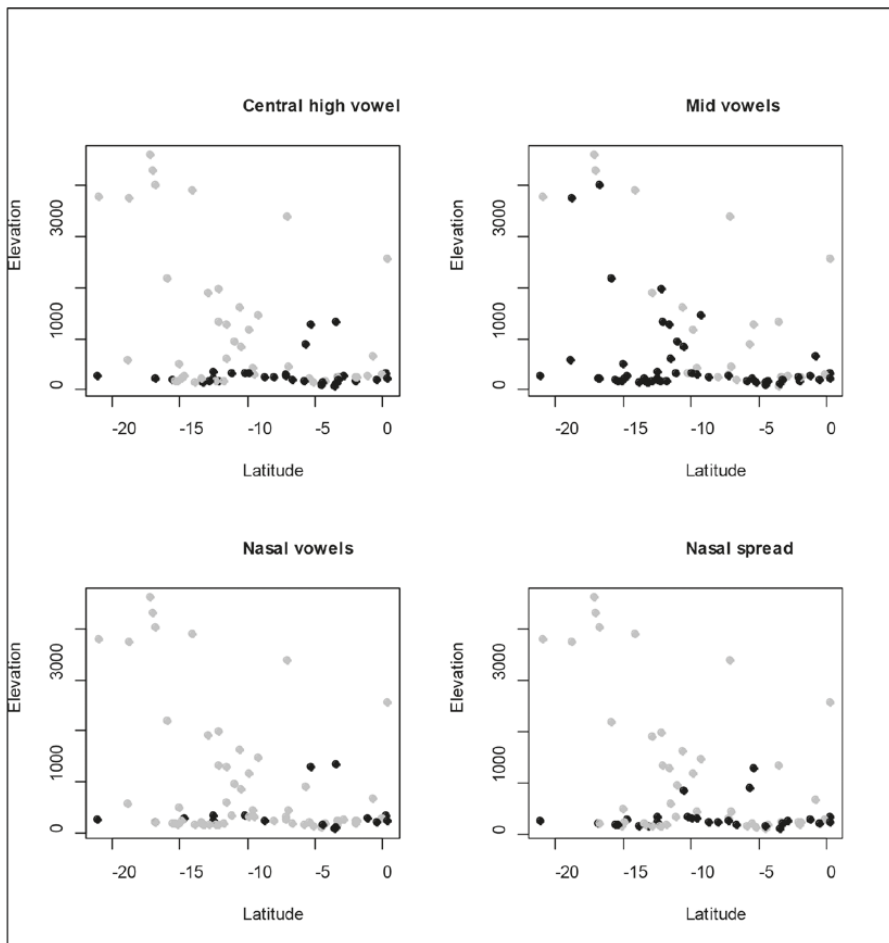 Central high vowel
Elevation
3000
1000
0
-20 -15 -10 -5 0
Latitude
Mid vowels
Elevation
3000
1000
0
-20 -15 -10 -5 0
Latitude
Nasal vowels
Elevation
3000
1000
0
-20 -15 -10 -5 0
Latitude
Nasal spread
Elevation
3000
1000
0
-20 -15 -10 -5 0
Latitude